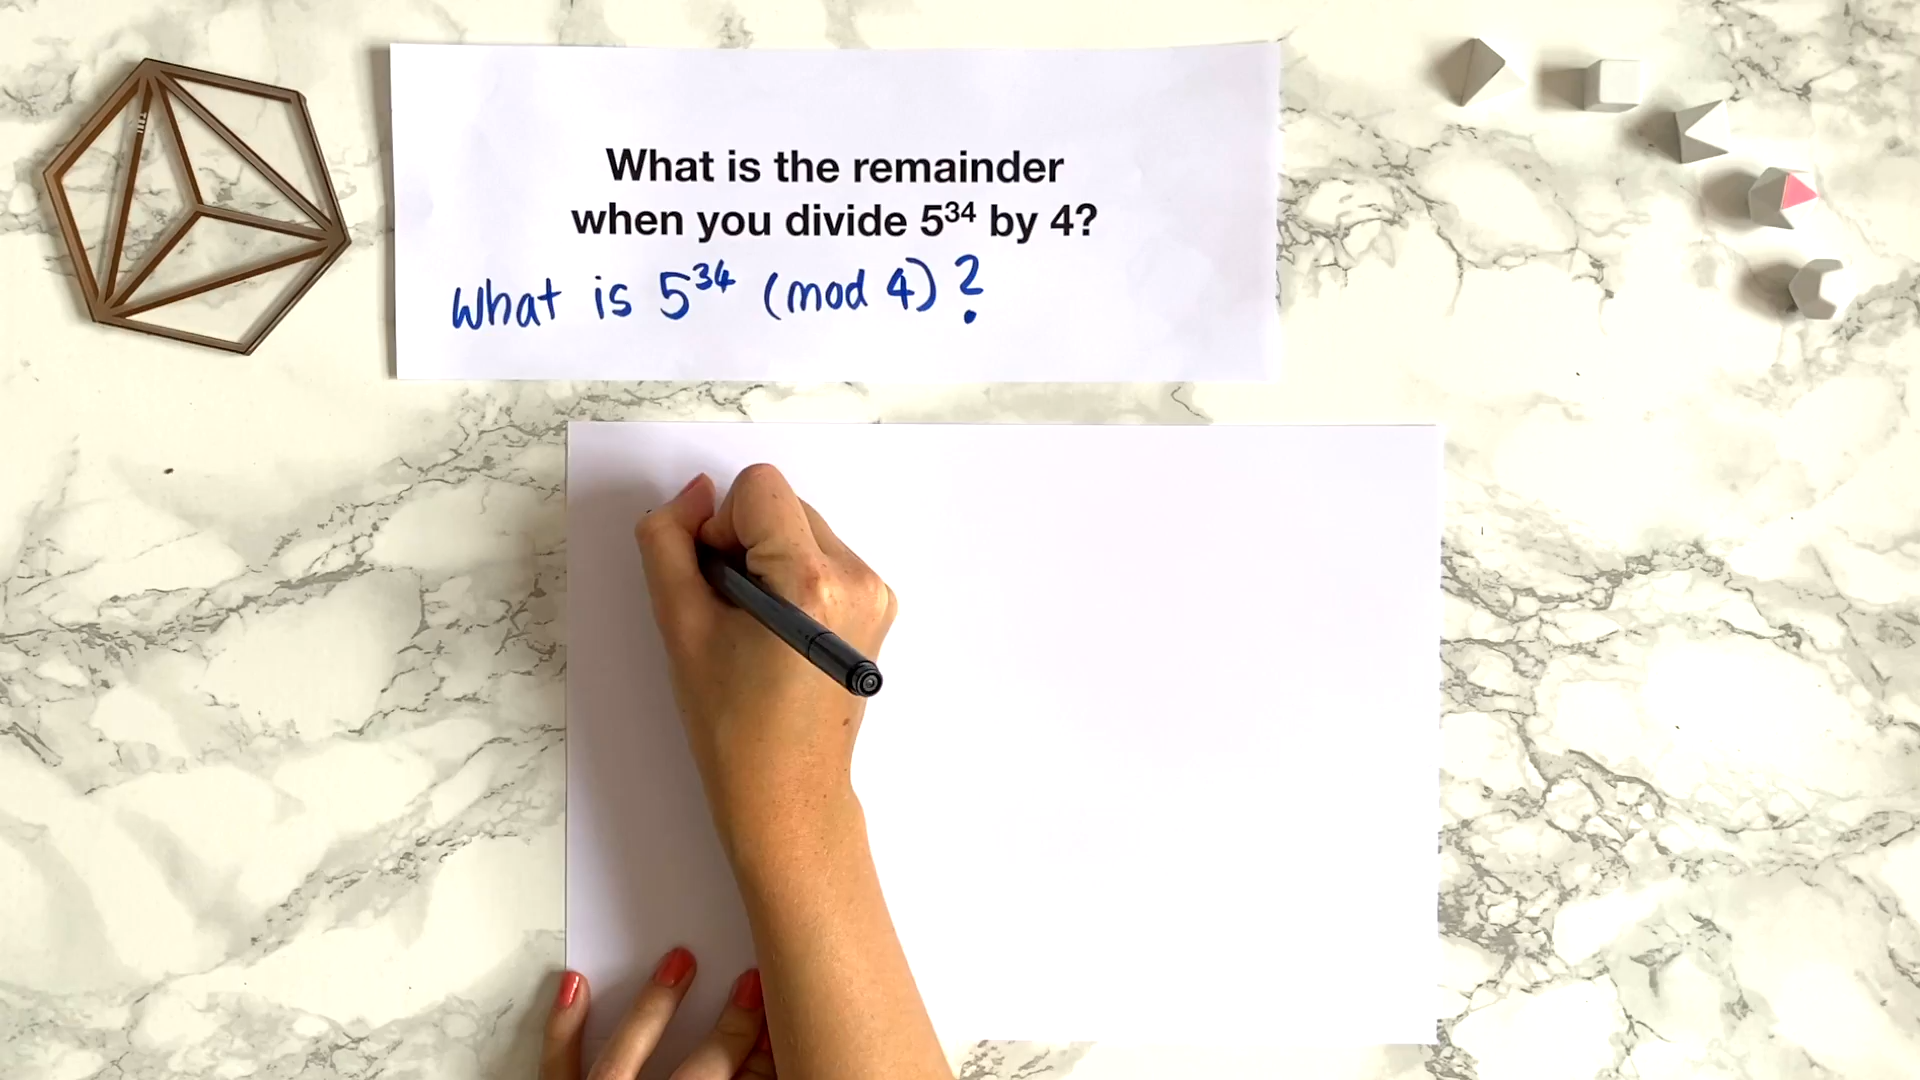 What is the remainder
when you divide 5³⁴ by 4?
What is 5³⁴ (mod 4)?